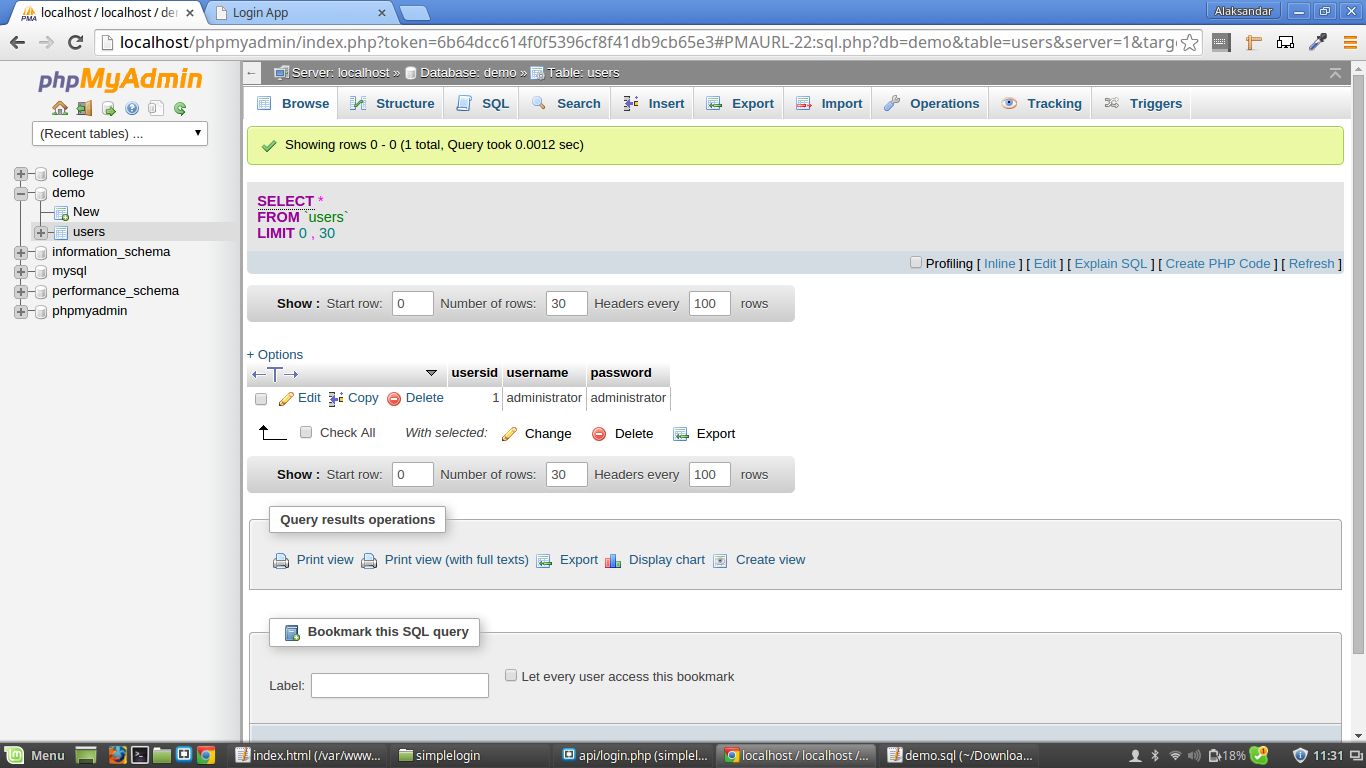 localhost / localhost / der
Login App
Alaksandar
localhost/phpmyadmin/index.php?token=6b64dcc614f0f5396cf8f41db9cb65e3#PMAURL-22:sql.php?db=demo&table=users&server=1&targ
phpMyAdmin
(Recent tables) ...
college
demo
New
users
information_schema
mysql
performance_schema
phpmyadmin
Server: localhost » Database: demo » Table: users
Browse Structure SQL Search Insert Export Import Operations Tracking Triggers
Showing rows 0 - 0 (1 total, Query took 0.0012 sec)
SELECT *
FROM `users`
LIMIT 0 , 30
Profiling [ Inline ] [ Edit ] [ Explain SQL ] [ Create PHP Code ] [ Refresh ]
Show : Start row: 0 Number of rows: 30 Headers every 100 rows
+ Options
usersid username password
Edit Copy Delete 1 administrator administrator
Check All With selected: Change Delete Export
Show : Start row: 0 Number of rows: 30 Headers every 100 rows
Query results operations
Print view Print view (with full texts) Export Display chart Create view
Bookmark this SQL query
Label: Let every user access this bookmark
Menu index.html (/var/www... simplelogin api/login.php (simplel... localhost / localhost /... demo.sql (~/Downloa... 18% 11:31